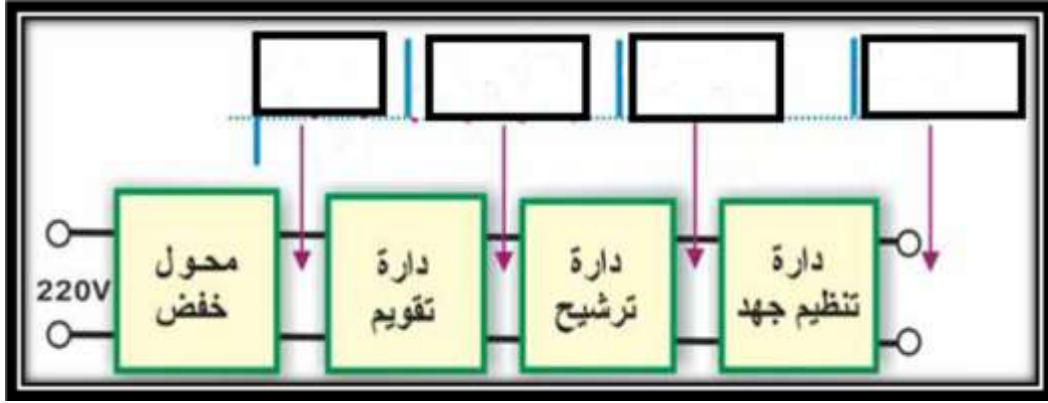 220V
محول
خفض
دارة
تقويم
دارة
ترشيح
دارة
تنظيم جهد